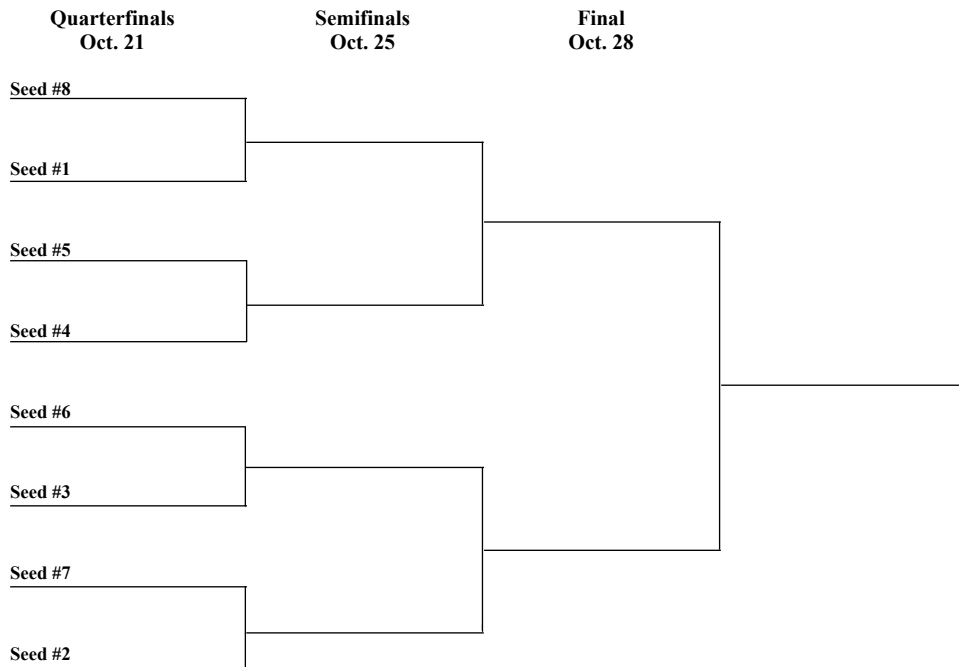 Quarterfinals
Oct. 21
Semifinals
Oct. 25
Final
Oct. 28
Seed #8
Seed #1
Seed #5
Seed #4
Seed #6
Seed #3
Seed #7
Seed #2